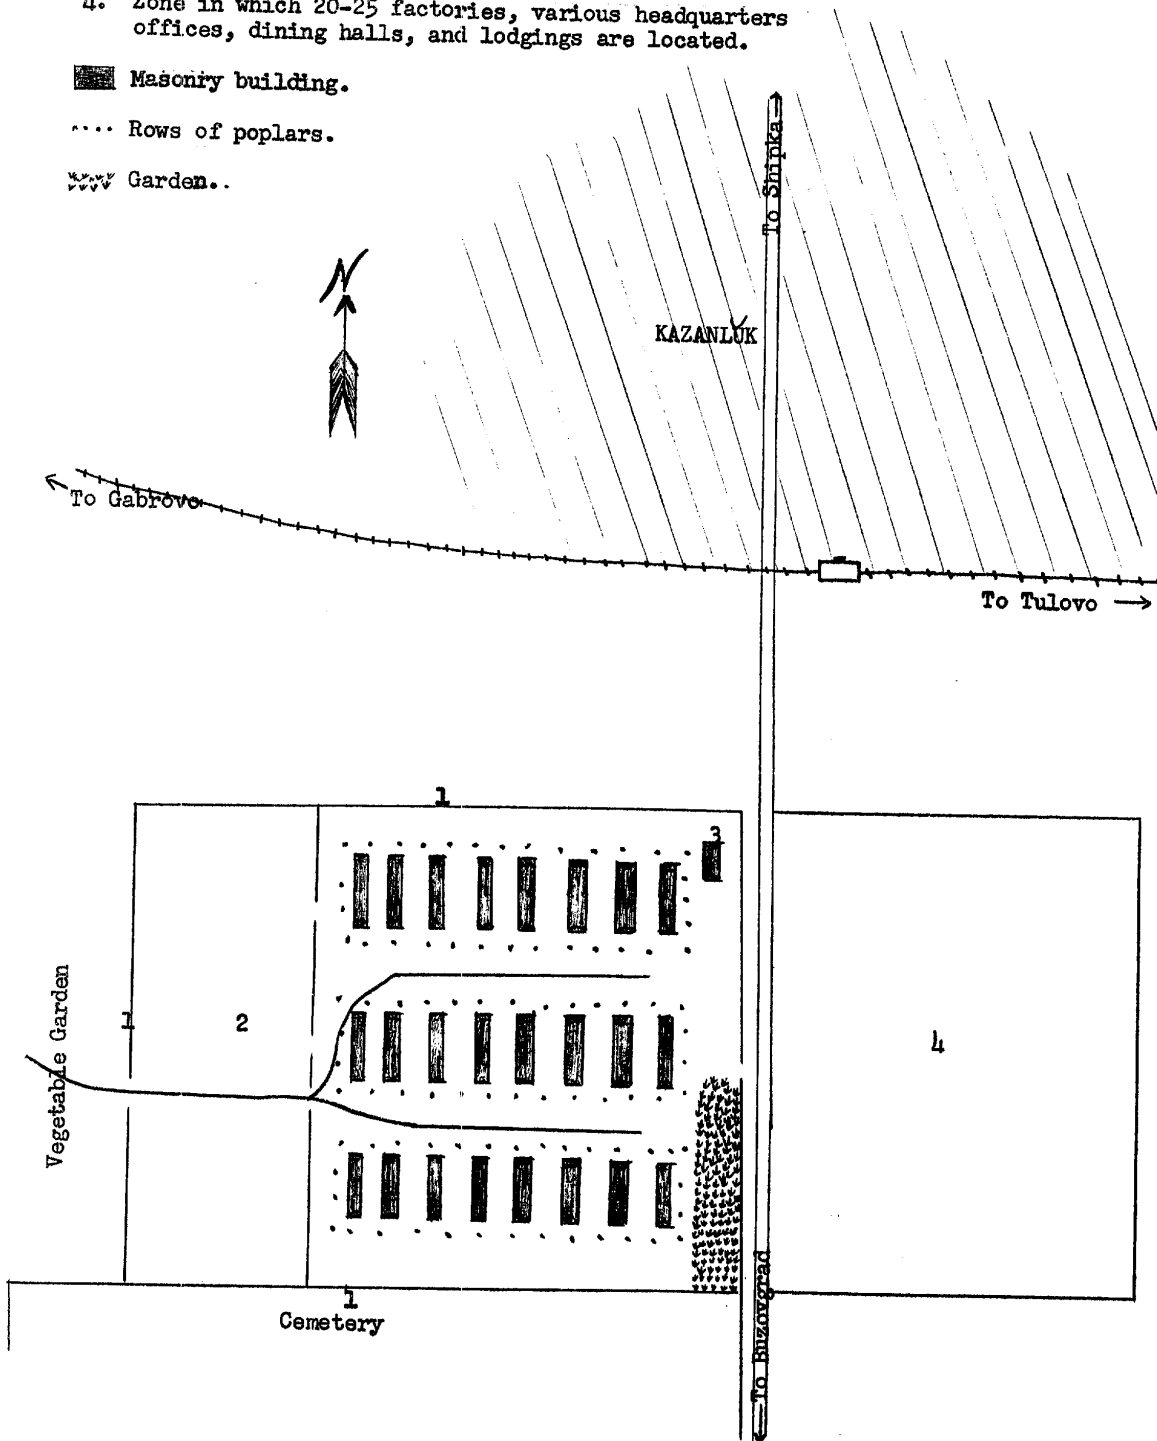 4. Zone in which 20-25 factories, various headquarters
offices, dining halls, and lodgings are located.
Masonry building.
Rows of poplars.
Garden..
To Shipka
N
KAZANLŬK
To Gabrovo
To Tulovo
1
3
Vegetable Garden
1
2
4
1
Cemetery
To Buzovgrad